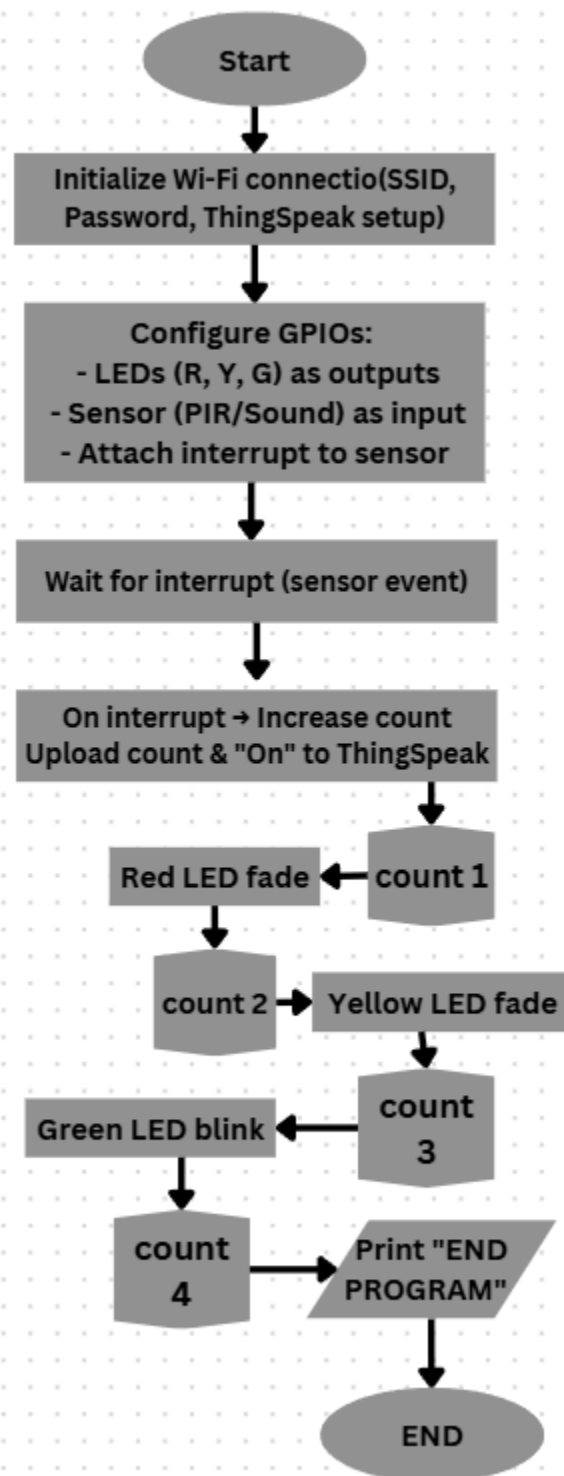 Start
Initialize Wi-Fi connectio(SSID,
Password, ThingSpeak setup)
Configure GPIOs:
- LEDs (R, Y, G) as outputs
- Sensor (PIR/Sound) as input
- Attach interrupt to sensor
Wait for interrupt (sensor event)
On interrupt → Increase count
Upload count & "On" to ThingSpeak
count 1
Red LED fade
count 2
Yellow LED fade
count
3
Green LED blink
count
4
Print "END
PROGRAM"
END